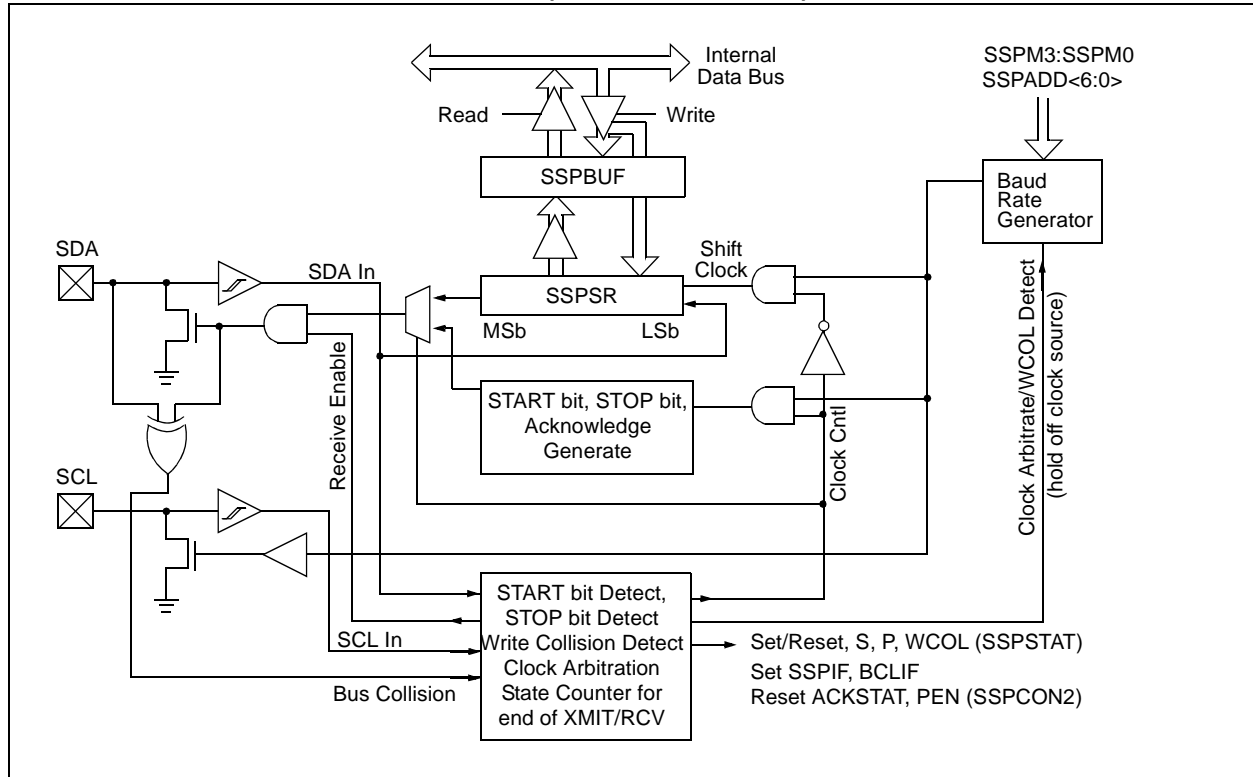 Internal
Data Bus
SSPM3:SSPM0
SSPADD<6:0>
Read
Write
SSPBUF
Baud
Rate
Generator
SDA
SDA In
Shift
Clock
SSPSR
MSb
LSb
Clock Arbitrate/WCOL Detect
(hold off clock source)
Receive Enable
START bit, STOP bit,
Acknowledge
Generate
Clock Cntl
SCL
SCL In
Bus Collision
START bit Detect,
STOP bit Detect
Write Collision Detect
Clock Arbitration
State Counter for
end of XMIT/RCV
Set/Reset, S, P, WCOL (SSPSTAT)
Set SSPIF, BCLIF
Reset ACKSTAT, PEN (SSPCON2)